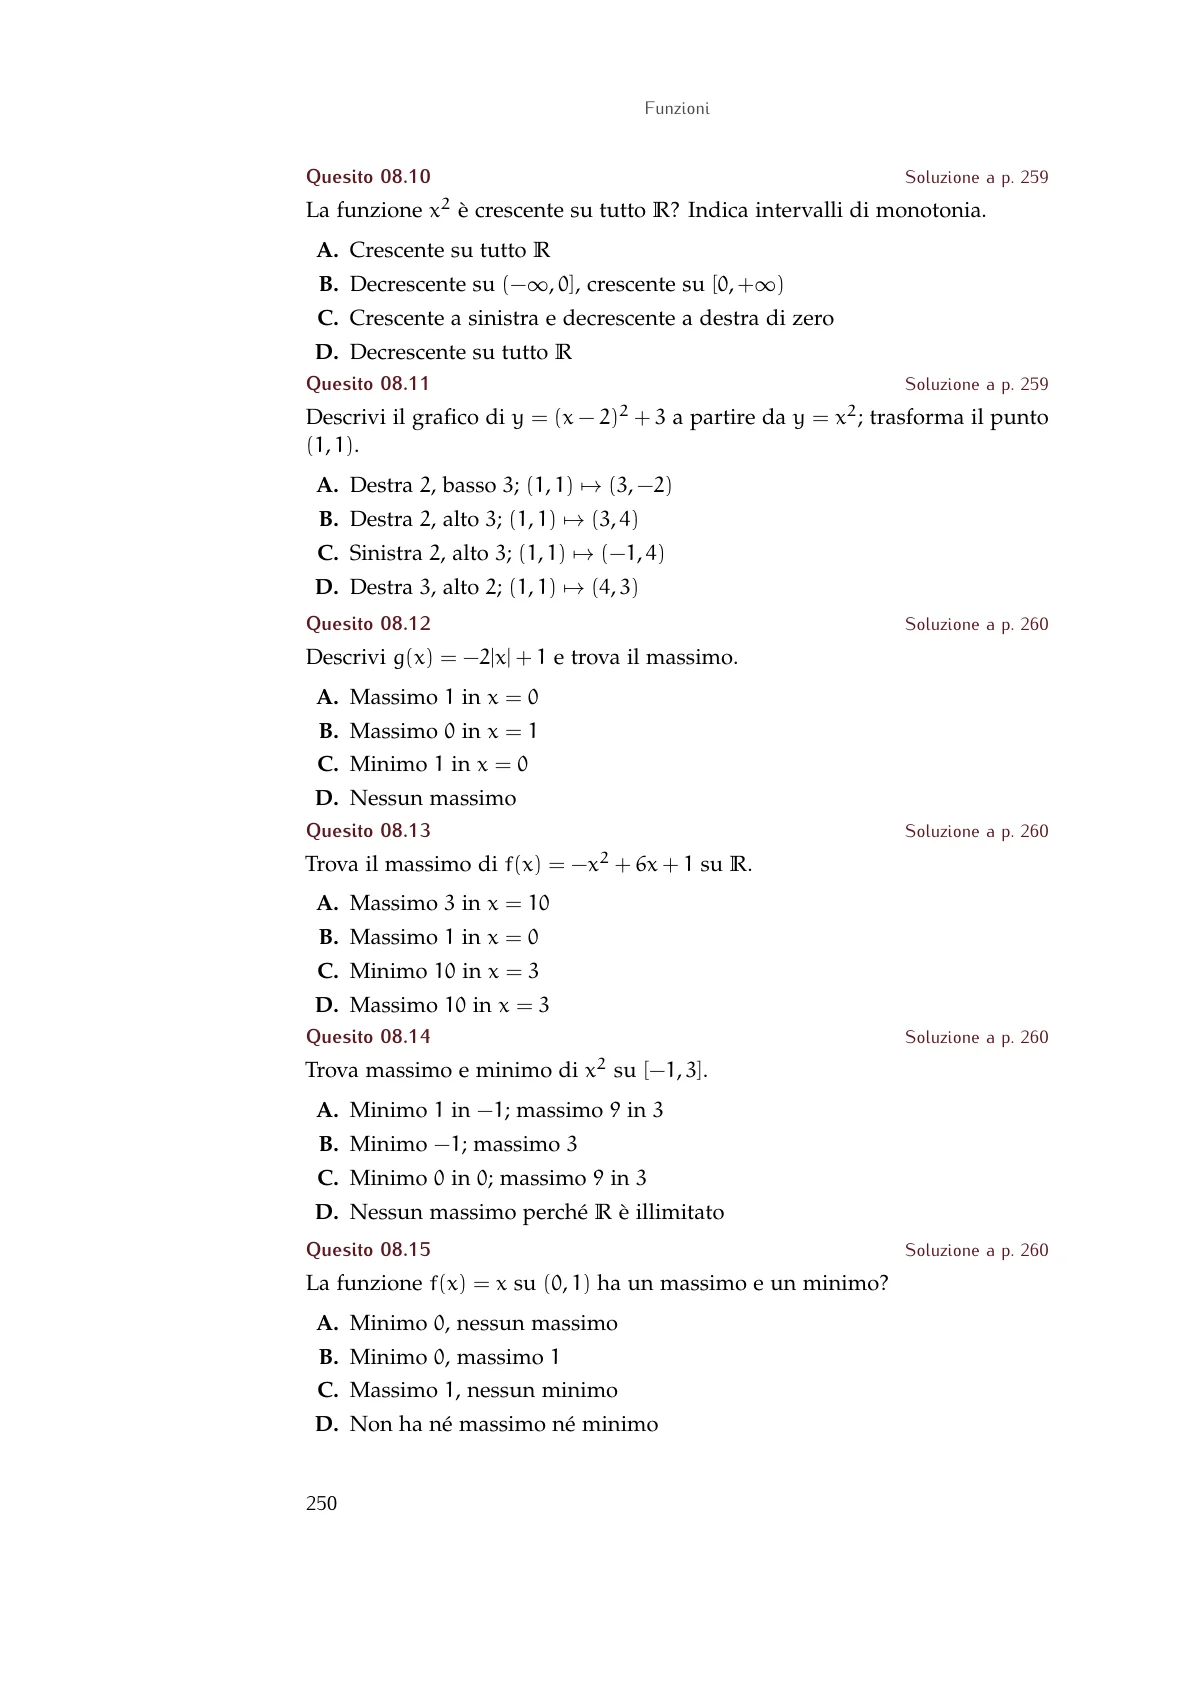 Funzioni
Quesito 08.10 Soluzione a p. 259
La funzione x² è crescente su tutto ℝ? Indica intervalli di monotonia.
A. Crescente su tutto ℝ
B. Decrescente su (−∞, 0], crescente su [0, +∞)
C. Crescente a sinistra e decrescente a destra di zero
D. Decrescente su tutto ℝ
Quesito 08.11 Soluzione a p. 259
Descrivi il grafico di y = (x − 2)² + 3 a partire da y = x²; trasforma il punto
(1, 1).
A. Destra 2, basso 3; (1, 1) ↦ (3, −2)
B. Destra 2, alto 3; (1, 1) ↦ (3, 4)
C. Sinistra 2, alto 3; (1, 1) ↦ (−1, 4)
D. Destra 3, alto 2; (1, 1) ↦ (4, 3)
Quesito 08.12 Soluzione a p. 260
Descrivi g(x) = −2|x| + 1 e trova il massimo.
A. Massimo 1 in x = 0
B. Massimo 0 in x = 1
C. Minimo 1 in x = 0
D. Nessun massimo
Quesito 08.13 Soluzione a p. 260
Trova il massimo di f(x) = −x² + 6x + 1 su ℝ.
A. Massimo 3 in x = 10
B. Massimo 1 in x = 0
C. Minimo 10 in x = 3
D. Massimo 10 in x = 3
Quesito 08.14 Soluzione a p. 260
Trova massimo e minimo di x² su [−1, 3].
A. Minimo 1 in −1; massimo 9 in 3
B. Minimo −1; massimo 3
C. Minimo 0 in 0; massimo 9 in 3
D. Nessun massimo perché ℝ è illimitato
Quesito 08.15 Soluzione a p. 260
La funzione f(x) = x su (0, 1) ha un massimo e un minimo?
A. Minimo 0, nessun massimo
B. Minimo 0, massimo 1
C. Massimo 1, nessun minimo
D. Non ha né massimo né minimo
250